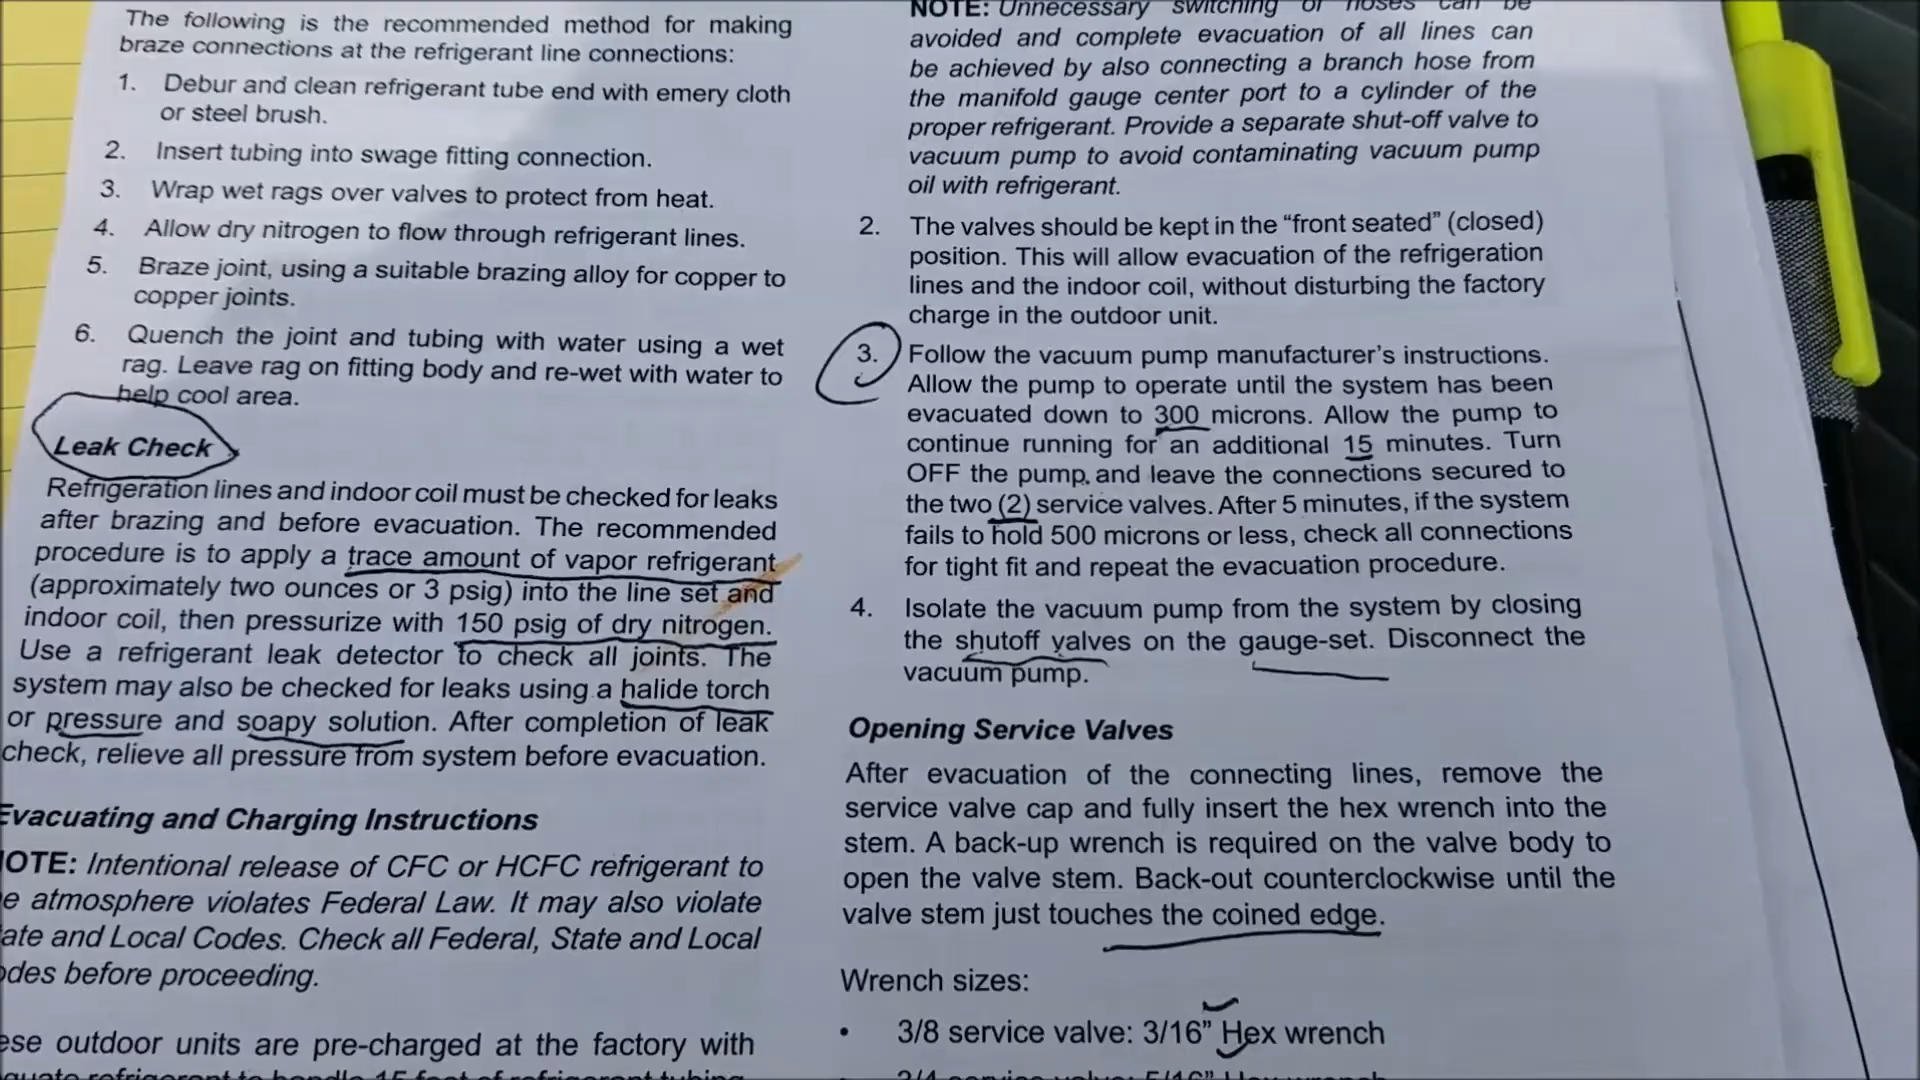 The following is the recommended method for making
braze connections at the refrigerant line connections:
1. Debur and clean refrigerant tube end with emery cloth
or steel brush.
2. Insert tubing into swage fitting connection.
3. Wrap wet rags over valves to protect from heat.
4. Allow dry nitrogen to flow through refrigerant lines.
5. Braze joint, using a suitable brazing alloy for copper to
copper joints.
6. Quench the joint and tubing with water using a wet
rag. Leave rag on fitting body and re-wet with water to
help cool area.
Leak Check
Refrigeration lines and indoor coil must be checked for leaks
after brazing and before evacuation. The recommended
procedure is to apply a trace amount of vapor refrigerant
(approximately two ounces or 3 psig) into the line set and
indoor coil, then pressurize with 150 psig of dry nitrogen.
Use a refrigerant leak detector to check all joints. The
system may also be checked for leaks using a halide torch
or pressure and soapy solution. After completion of leak
check, relieve all pressure from system before evacuation.
Evacuating and Charging Instructions
OTE: Intentional release of CFC or HCFC refrigerant to
e atmosphere violates Federal Law. It may also violate
ate and Local Codes. Check all Federal, State and Local
odes before proceeding.
ese outdoor units are pre-charged at the factory with
quate refrigerant to handle 15 feet of refrigerant tubing
NOTE: Unnecessary switching of hoses can be
avoided and complete evacuation of all lines can
be achieved by also connecting a branch hose from
the manifold gauge center port to a cylinder of the
proper refrigerant. Provide a separate shut-off valve to
vacuum pump to avoid contaminating vacuum pump
oil with refrigerant.
2. The valves should be kept in the “front seated” (closed)
position. This will allow evacuation of the refrigeration
lines and the indoor coil, without disturbing the factory
charge in the outdoor unit.
3. Follow the vacuum pump manufacturer’s instructions.
Allow the pump to operate until the system has been
evacuated down to 300 microns. Allow the pump to
continue running for an additional 15 minutes. Turn
OFF the pump and leave the connections secured to
the two (2) service valves. After 5 minutes, if the system
fails to hold 500 microns or less, check all connections
for tight fit and repeat the evacuation procedure.
4. Isolate the vacuum pump from the system by closing
the shutoff valves on the gauge-set. Disconnect the
vacuum pump.
Opening Service Valves
After evacuation of the connecting lines, remove the
service valve cap and fully insert the hex wrench into the
stem. A back-up wrench is required on the valve body to
open the valve stem. Back-out counterclockwise until the
valve stem just touches the coined edge.
Wrench sizes:
• 3/8 service valve: 3/16” Hex wrench
• 3/4 service valve: 5/16” Hex wrench